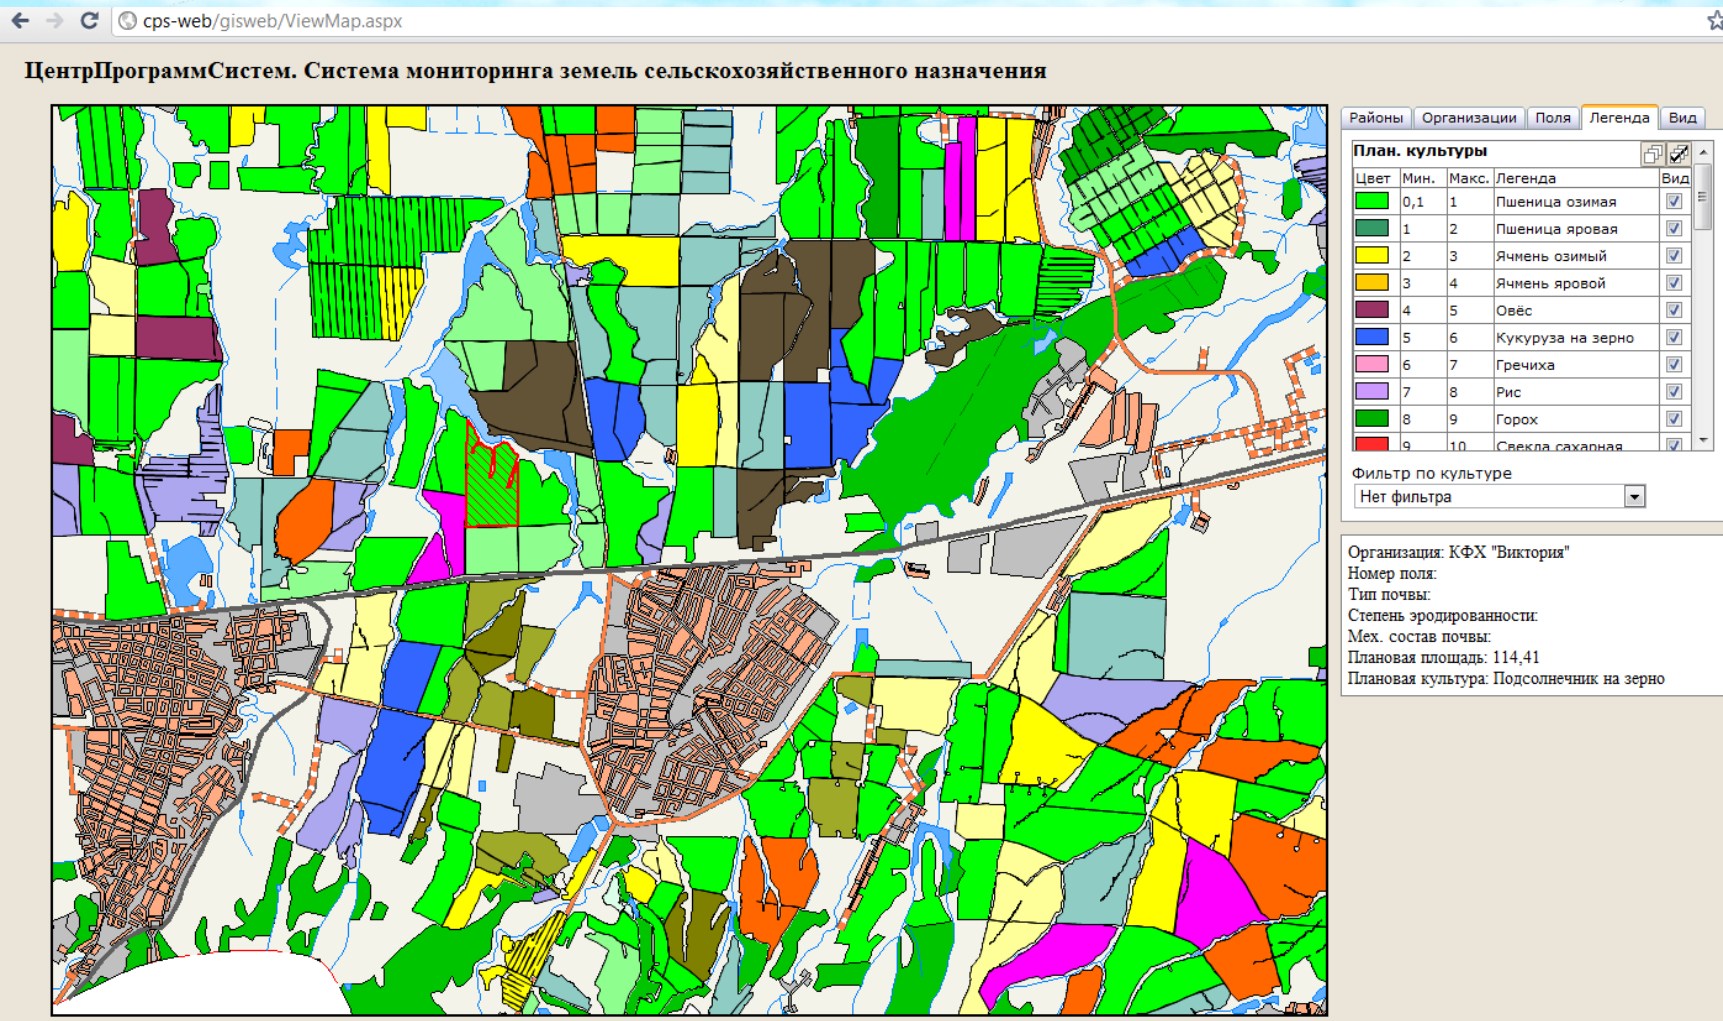 cps-web/gisweb/ViewMap.aspx
ЦентрПрограммСистем. Система мониторинга земель сельскохозяйственного назначения
Районы Организации Поля Легенда Вид
План. культуры
Цвет Мин. Макс. Легенда Вид
0,1 1 Пшеница озимая
1 2 Пшеница яровая
2 3 Ячмень озимый
3 4 Ячмень яровой
4 5 Овёс
5 6 Кукуруза на зерно
6 7 Гречиха
7 8 Рис
8 9 Горох
9 10 Свекла сахарная
Фильтр по культуре
Нет фильтра
Организация: КФХ "Виктория"
Номер поля:
Тип почвы:
Степень эродированности:
Мех. состав почвы:
Плановая площадь: 114,41
Плановая культура: Подсолнечник на зерно